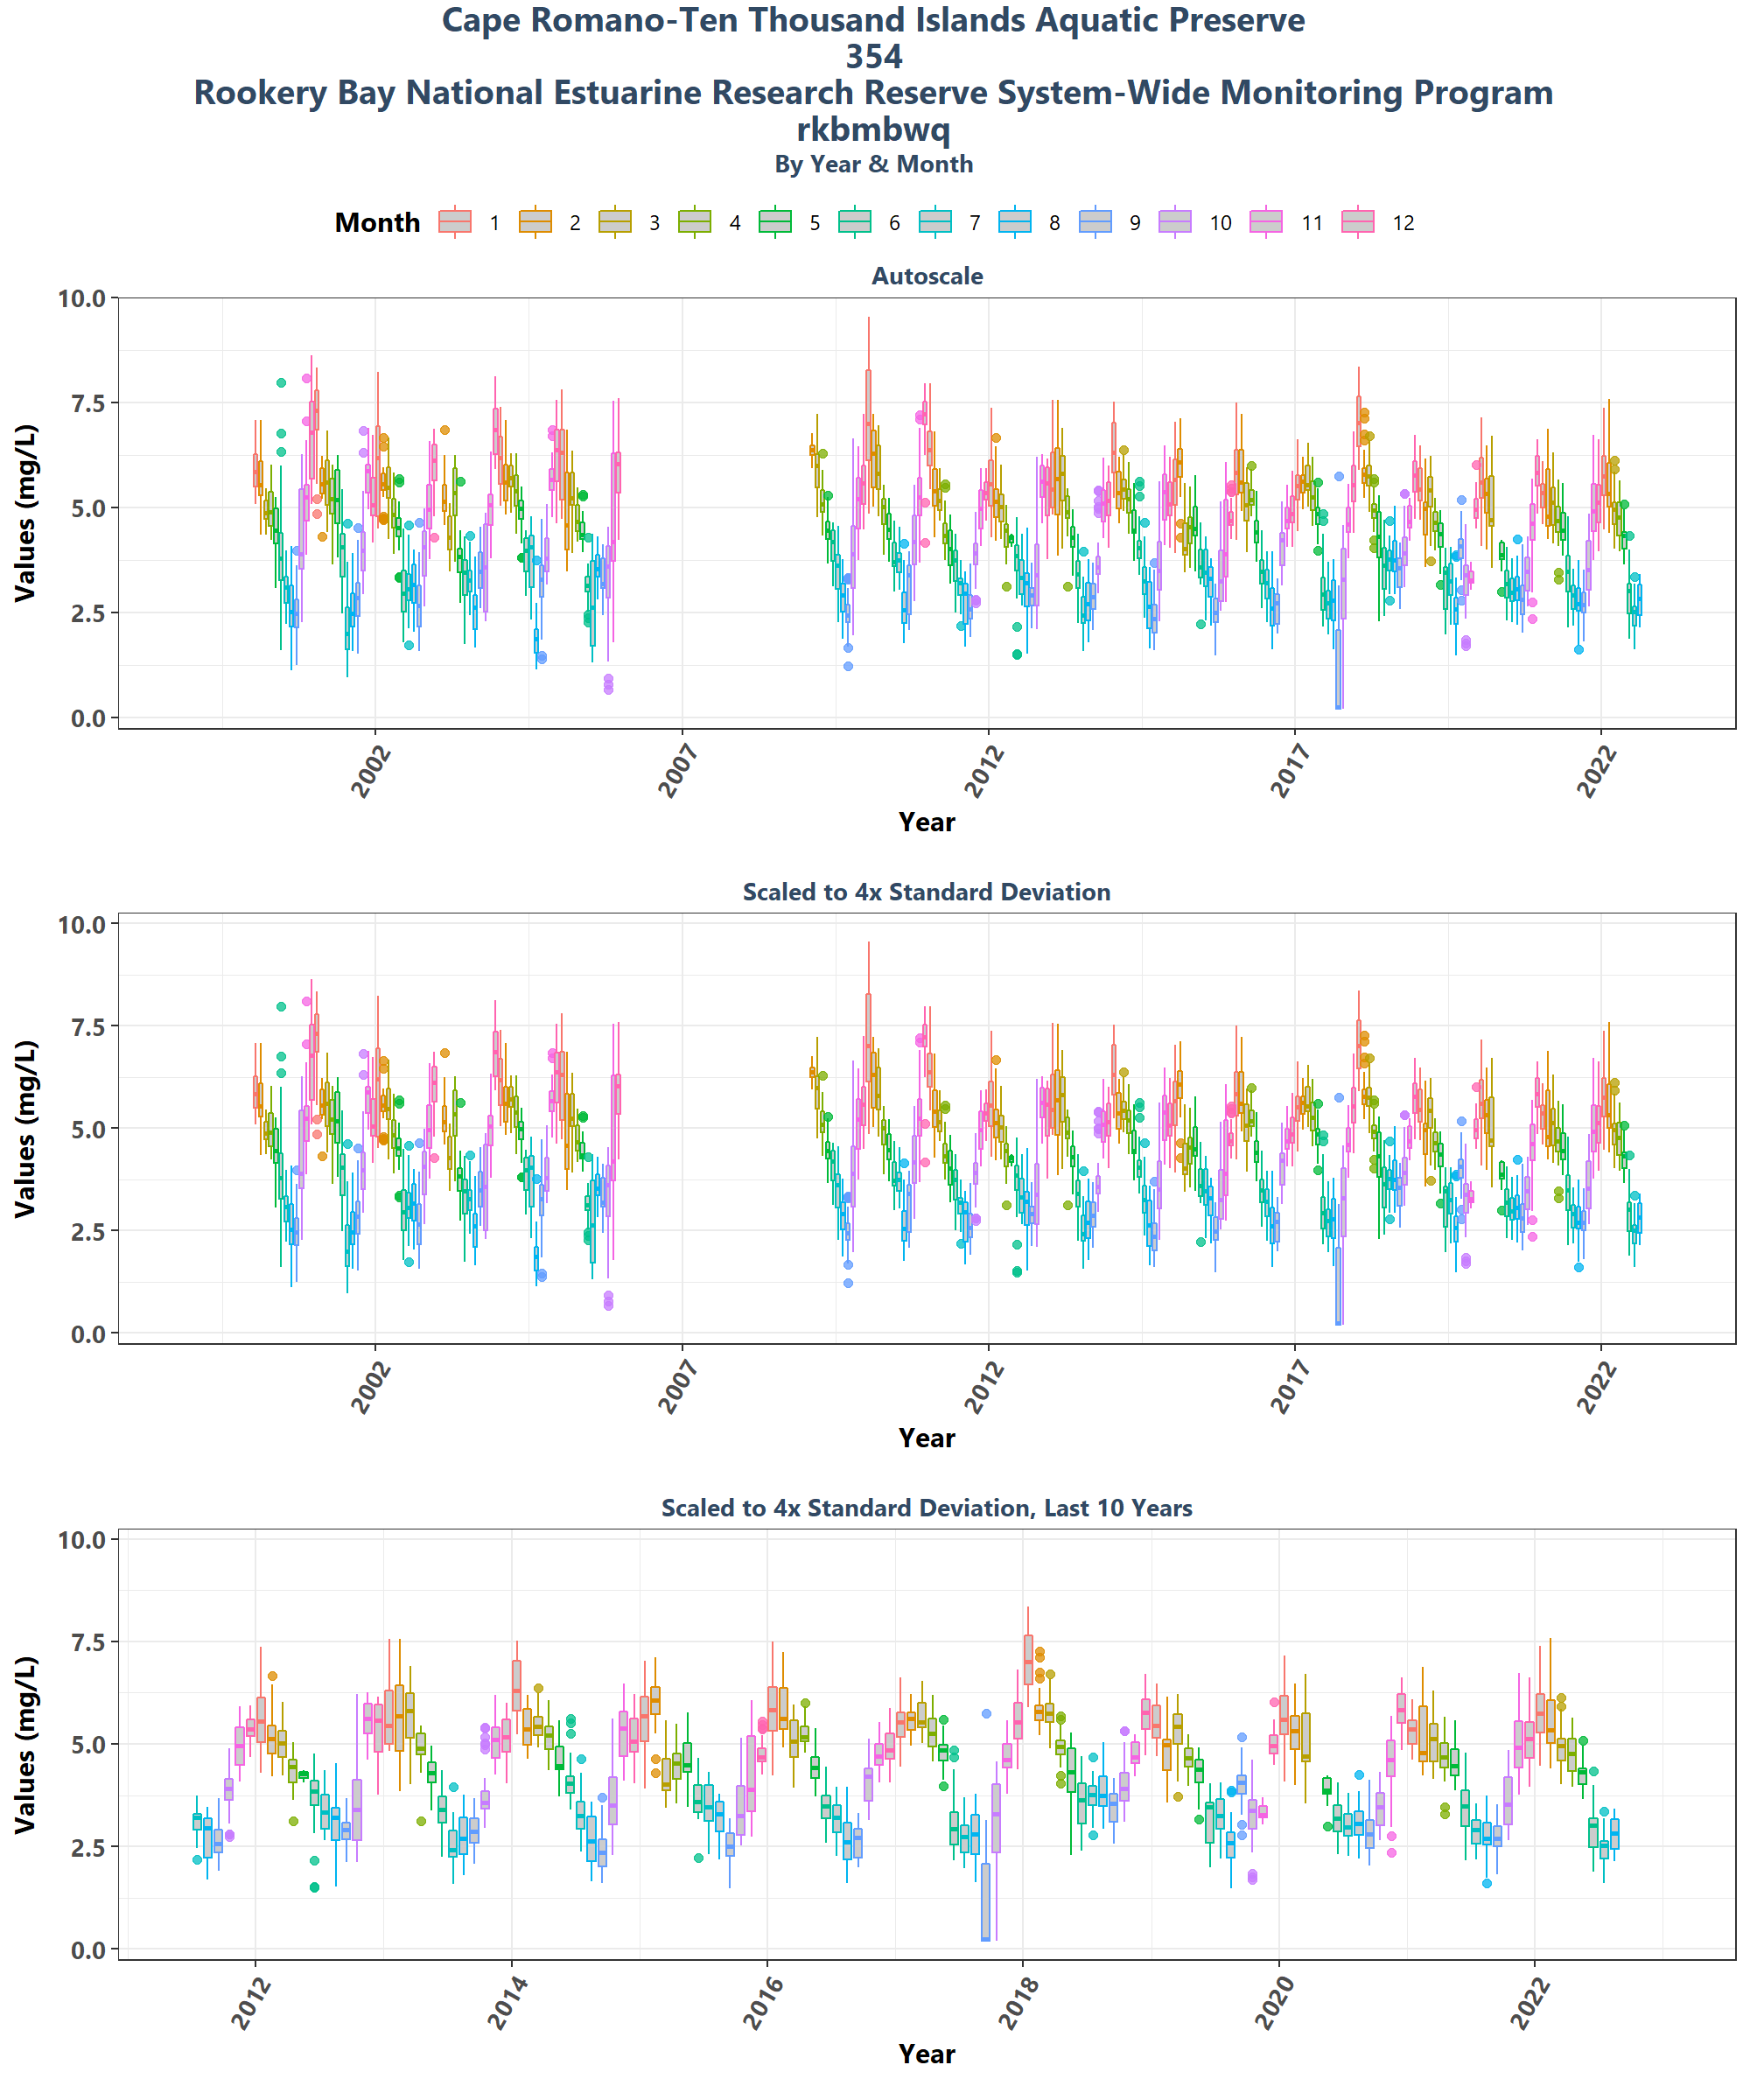 Cape Romano-Ten Thousand Islands Aquatic Preserve
354
Rookery Bay National Estuarine Research Reserve System-Wide Monitoring Program
rkbmbwq
By Year & Month
Month 1 2 3 4 5 6 7 8 9 10 11 12
Autoscale
10.0
7.5
5.0
2.5
0.0
Values (mg/L)
2002 2007 2012 2017 2022
Year
Scaled to 4x Standard Deviation
10.0
7.5
5.0
2.5
0.0
Values (mg/L)
2002 2007 2012 2017 2022
Year
Scaled to 4x Standard Deviation, Last 10 Years
10.0
7.5
5.0
2.5
0.0
Values (mg/L)
2012 2014 2016 2018 2020 2022
Year